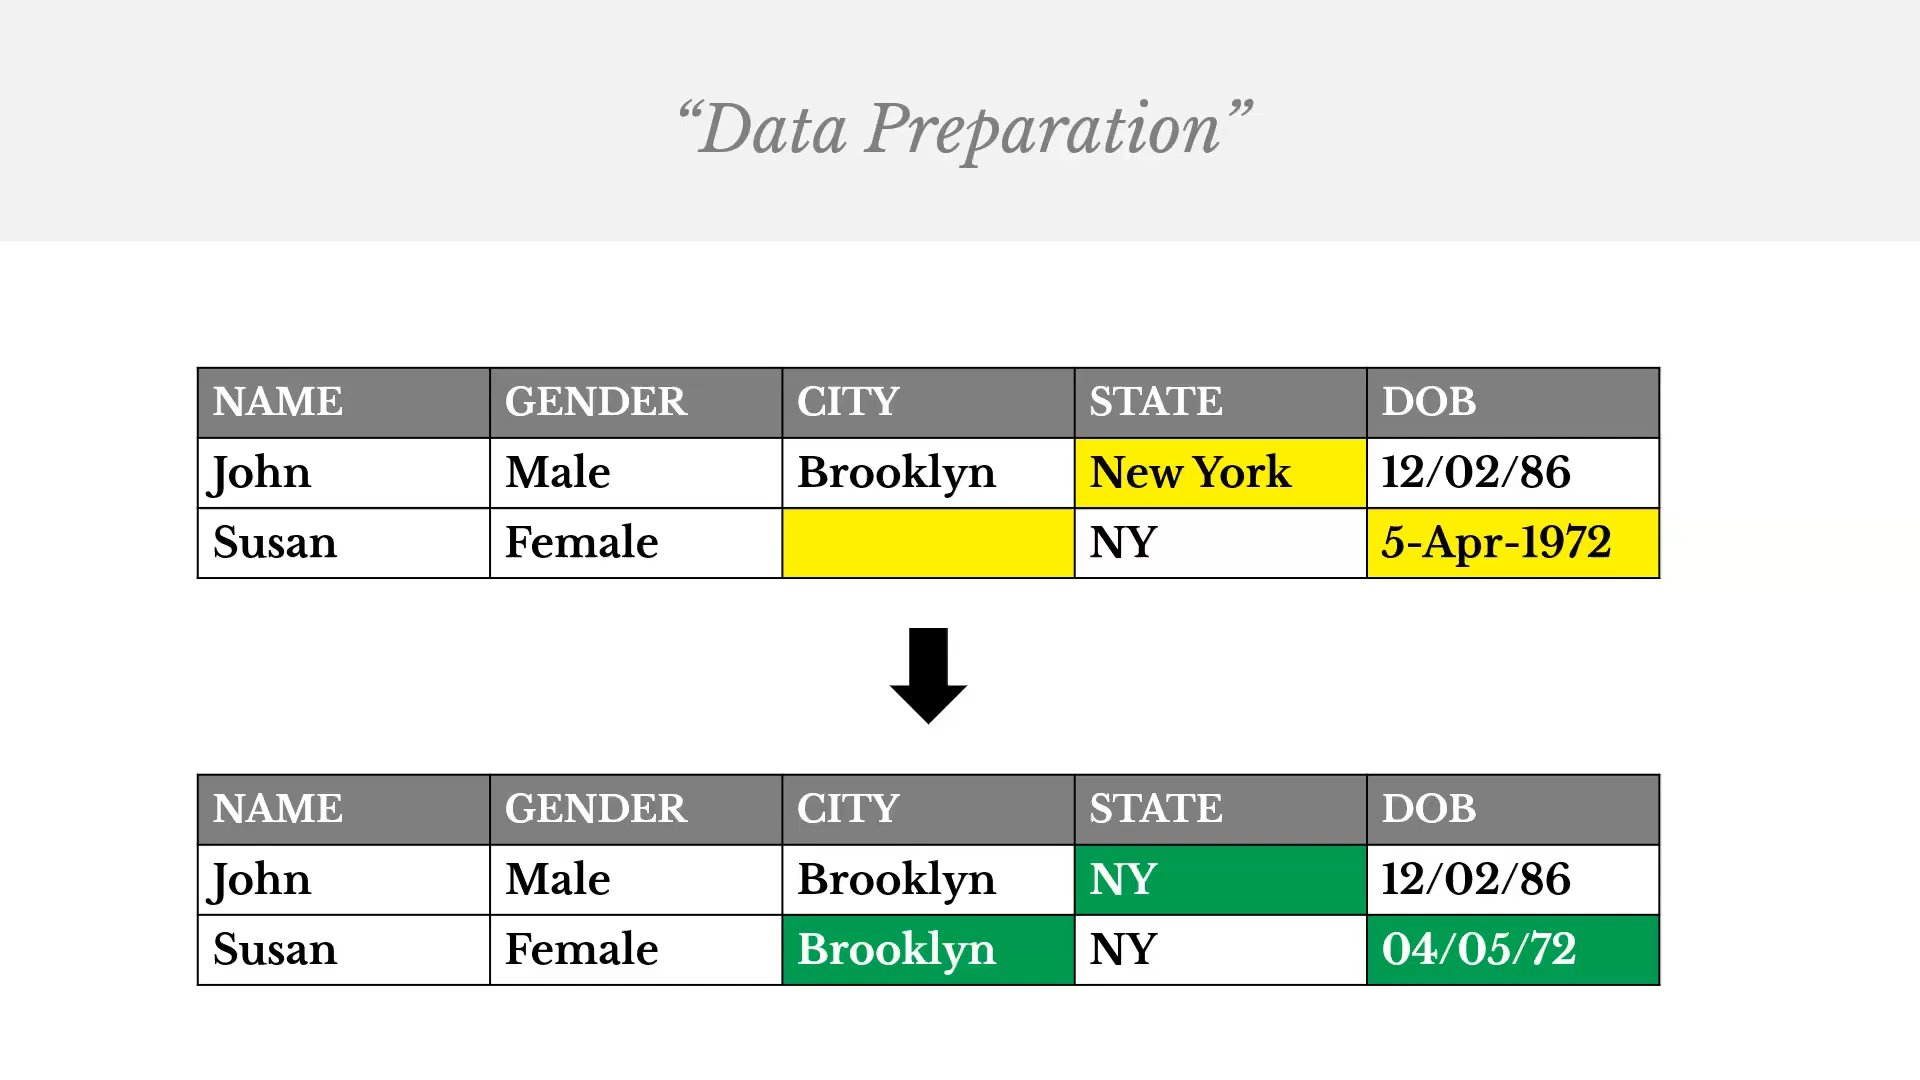 “Data Preparation”
NAME GENDER CITY STATE DOB
John Male Brooklyn New York 12/02/86
Susan Female NY 5-Apr-1972
NAME GENDER CITY STATE DOB
John Male Brooklyn NY 12/02/86
Susan Female Brooklyn NY 04/05/72